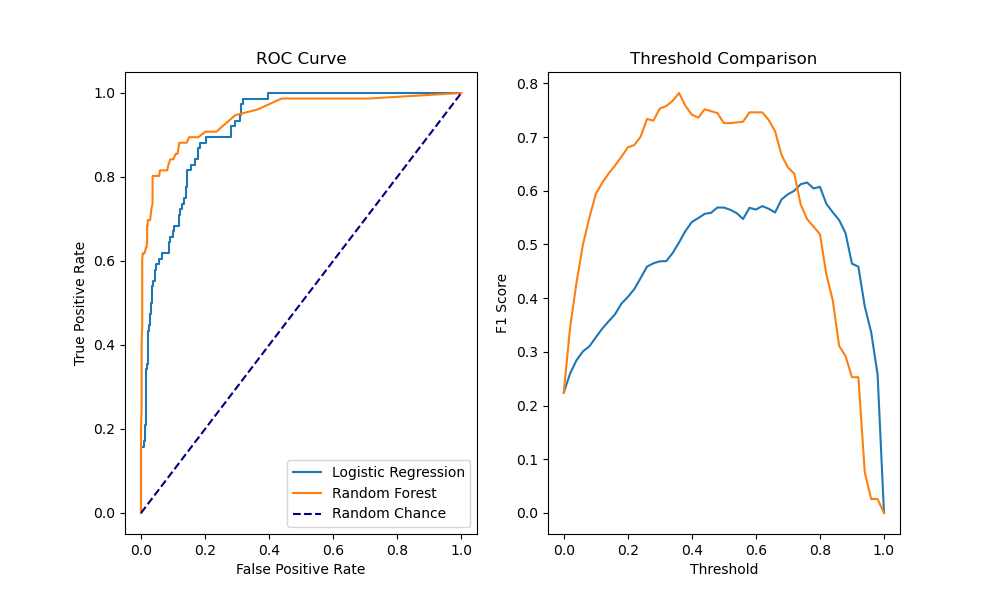 ROC Curve
True Positive Rate
1.0
0.8
0.6
0.4
0.2
0.0
0.0 0.2 0.4 0.6 0.8 1.0
False Positive Rate
Logistic Regression
Random Forest
Random Chance
Threshold Comparison
F1 Score
0.8
0.7
0.6
0.5
0.4
0.3
0.2
0.1
0.0
0.0 0.2 0.4 0.6 0.8 1.0
Threshold